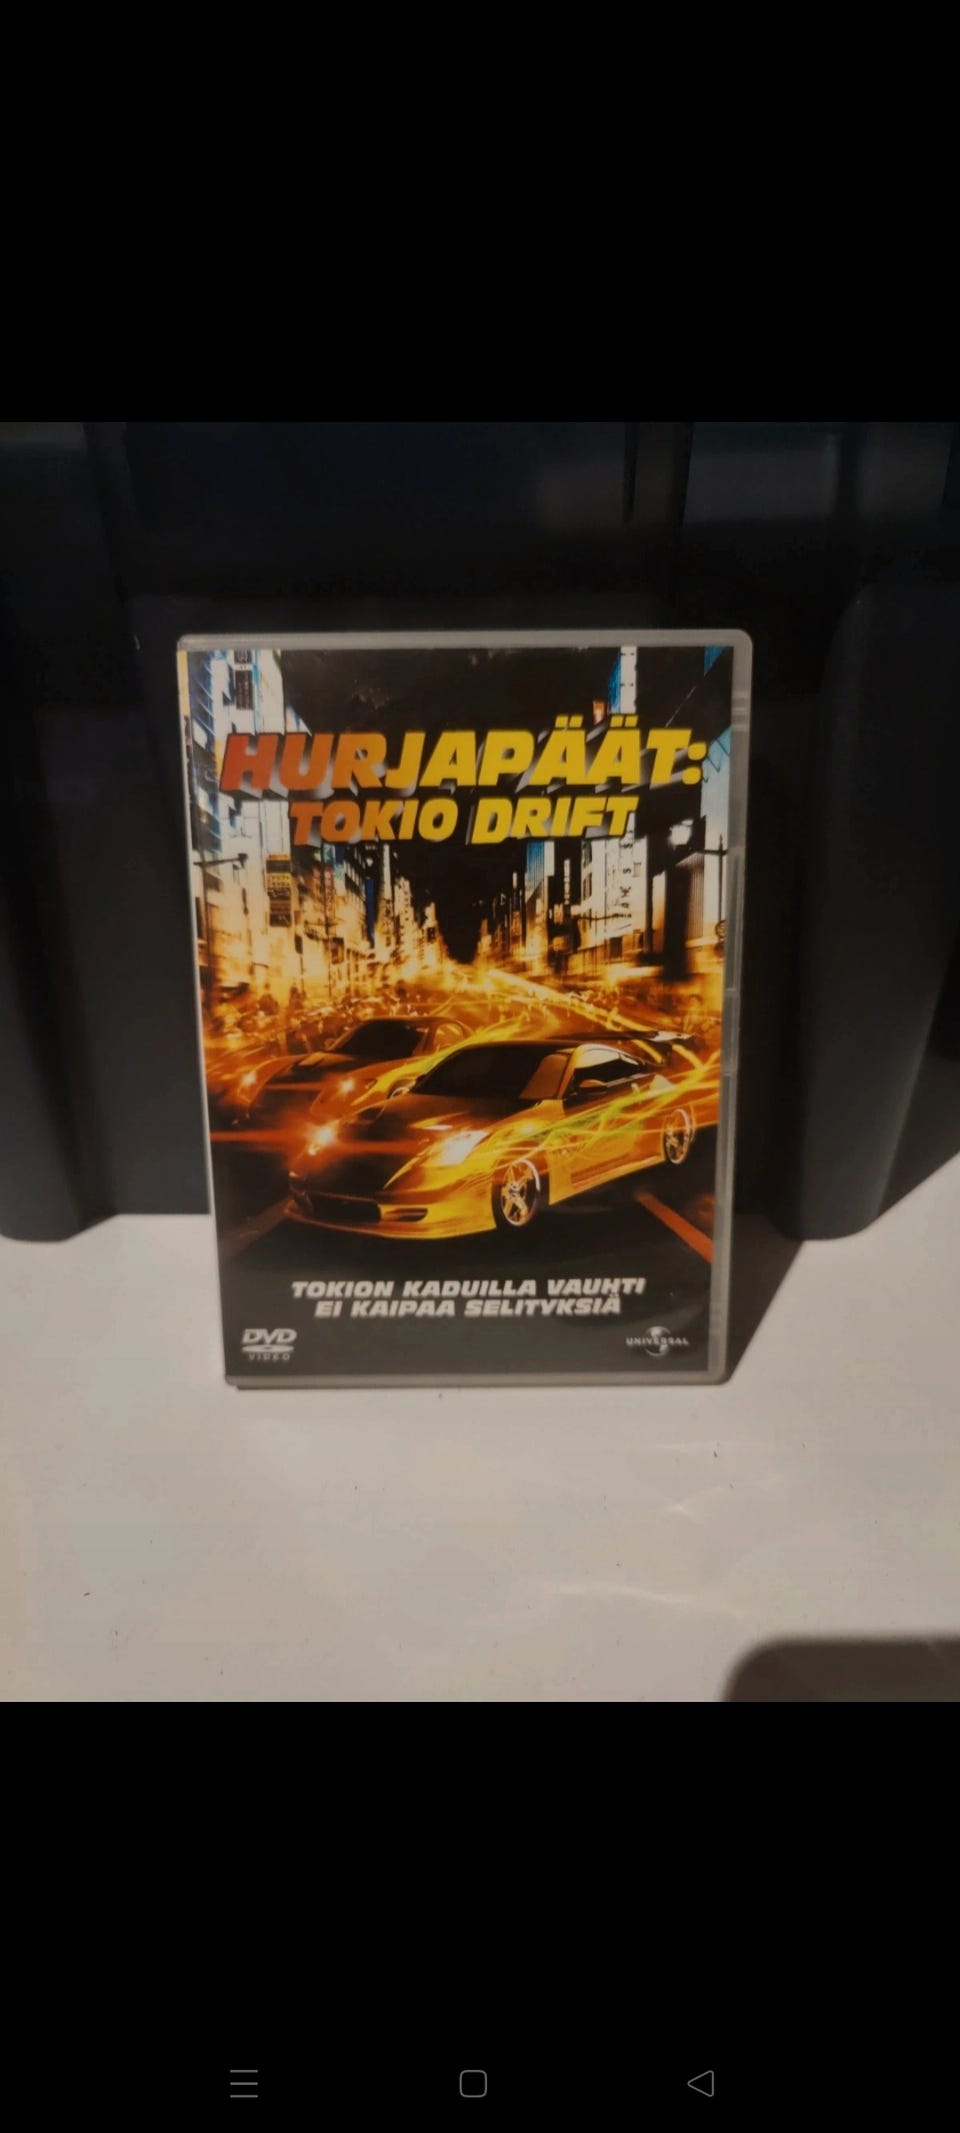 HURJAPÄÄT:
TOKIO DRIFT
TOKION KADUILLA VAUHTI
EI KAIPAA SELITYKSIÄ
DVD
VIDEO
UNIVERSAL